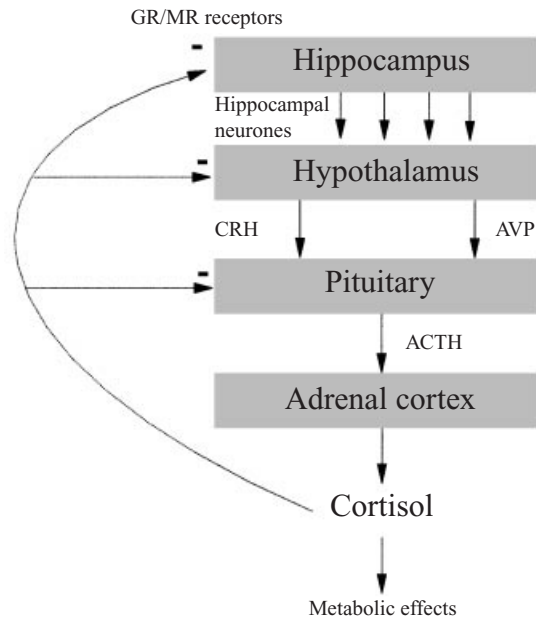 GR/MR receptors
-
Hippocampus
Hippocampal
neurones
-
Hypothalamus
CRH
AVP
-
Pituitary
ACTH
Adrenal cortex
Cortisol
Metabolic effects